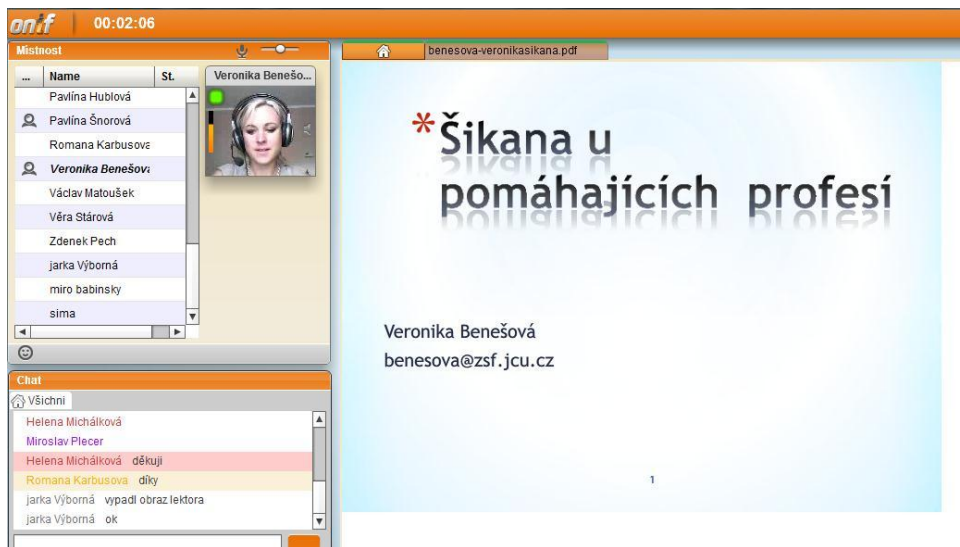 onif
00:02:06
Místnost
... Name St.
Pavlína Hublová
Pavlína Šnorová
Romana Karbusova
Veronika Benešov
Václav Matoušek
Věra Stárová
Zdenek Pech
jarka Výborná
miro babinsky
sima
Veronika Benešo...
Chat
Všichni
Helena Michálková
Miroslav Plecer
Helena Michálková děkuji
Romana Karbusova díky
jarka Výborná vypadl obraz lektora
jarka Výborná ok
benesova-veronikasikana.pdf
*Šikana u
pomáhajících profesí
Veronika Benešová
benesova@zsf.jcu.cz
1